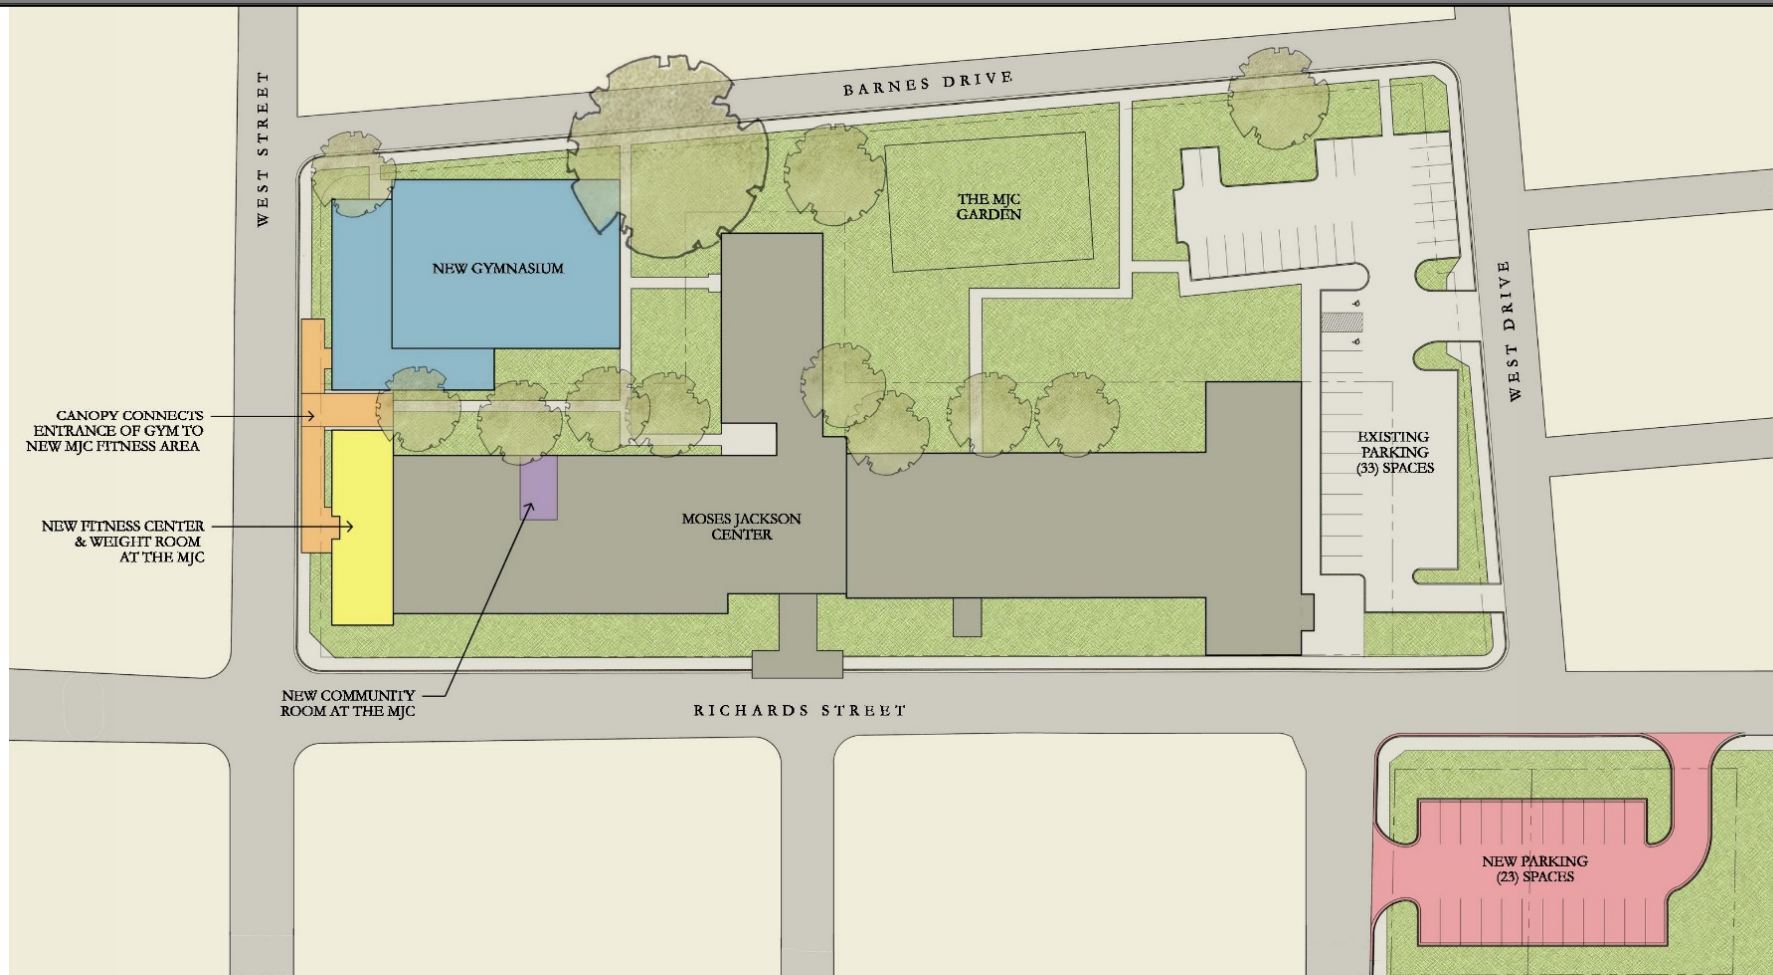 BARNES DRIVE
WEST STREET
THE MJC
GARDEN
NEW GYMNASIUM
WEST DRIVE
CANOPY CONNECTS
ENTRANCE OF GYM TO
NEW MJC FITNESS AREA
EXISTING
PARKING
(33) SPACES
NEW FITNESS CENTER
& WEIGHT ROOM
AT THE MJC
MOSES JACKSON
CENTER
NEW COMMUNITY
ROOM AT THE MJC
RICHARDS STREET
NEW PARKING
(23) SPACES